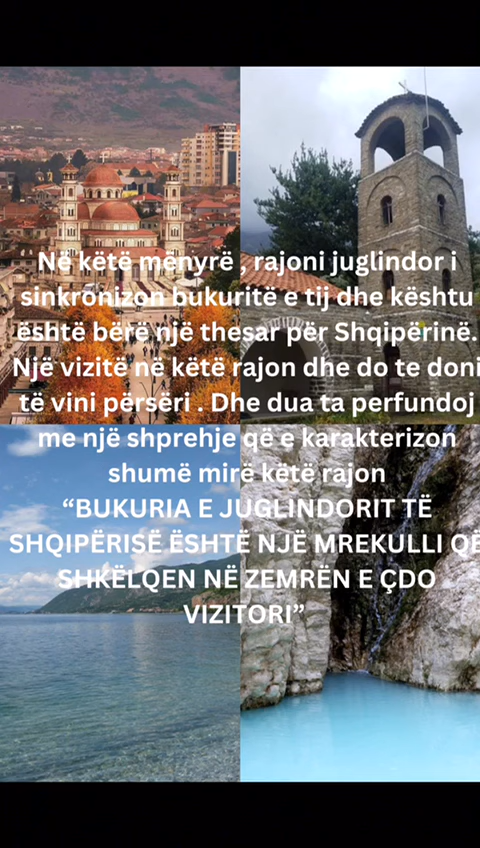 Në këtë mënyrë , rajoni juglindor i
sinkronizon bukuritë e tij dhe kështu
është bërë një thesar për Shqipërinë.
Një vizitë në këtë rajon dhe do te doni
të vini përsëri . Dhe dua ta perfundoj
me një shprehje që e karakterizon
shumë mirë këtë rajon
“BUKURIA E JUGLINDORIT TË
SHQIPËRISË ËSHTË NJË MREKULLI QË
SHKËLQEN NË ZEMRËN E ÇDO
VIZITORI”